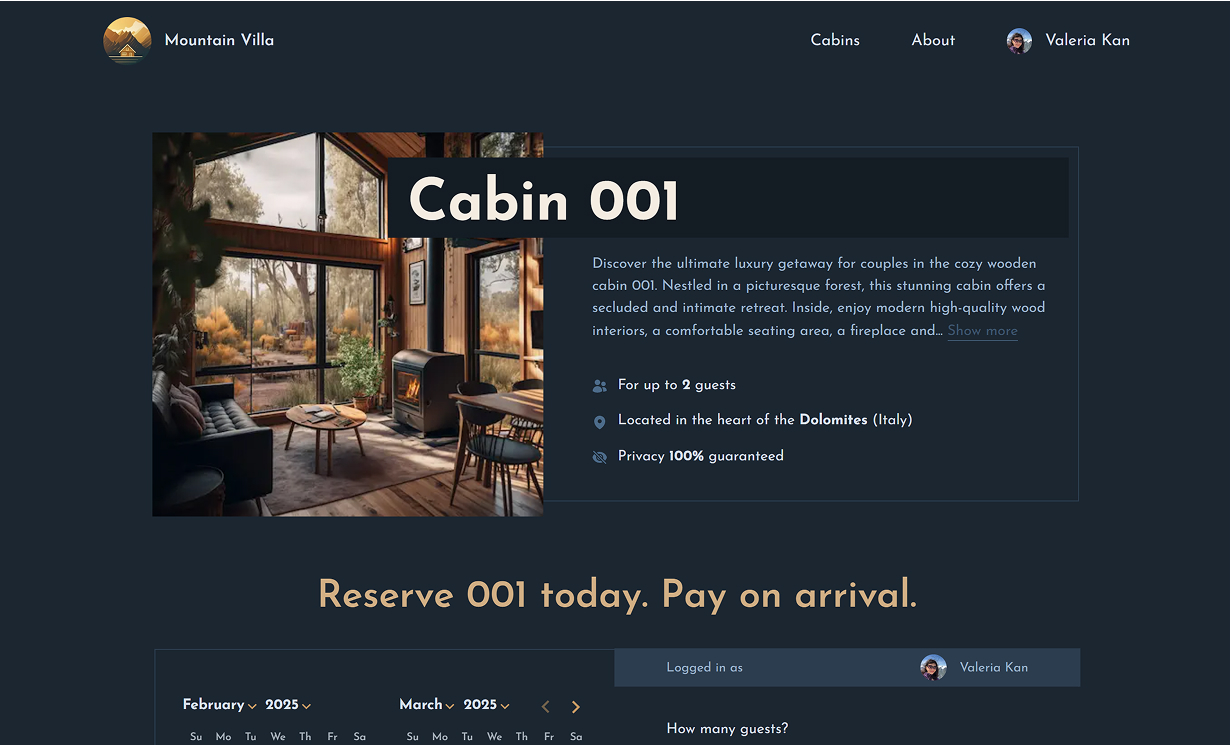 Mountain Villa
Cabins
About
Valeria Kan
Cabin 001
Discover the ultimate luxury getaway for couples in the cozy wooden
cabin 001. Nestled in a picturesque forest, this stunning cabin offers a
secluded and intimate retreat. Inside, enjoy modern high-quality wood
interiors, a comfortable seating area, a fireplace and... Show more
For up to 2 guests
Located in the heart of the Dolomites (Italy)
Privacy 100% guaranteed
Reserve 001 today. Pay on arrival.
Logged in as
Valeria Kan
February 2025
March 2025
Su Mo Tu We Th Fr Sa
Su Mo Tu We Th Fr Sa
How many guests?